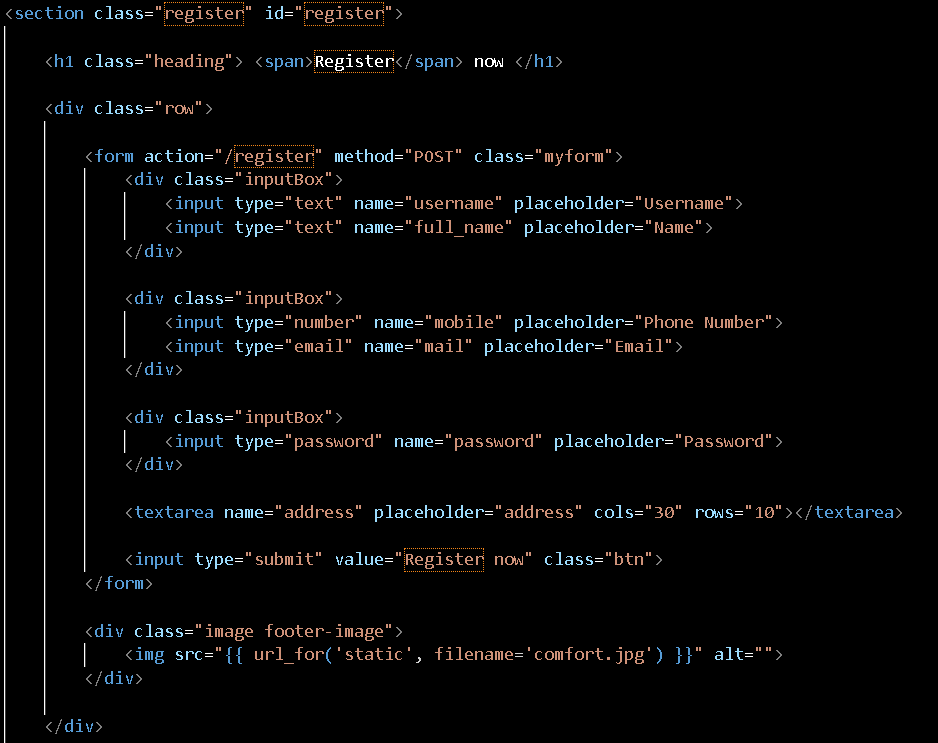 <section class="register" id="register">
<h1 class="heading"> <span>Register</span> now </h1>
<div class="row">
<form action="/register" method="POST" class="myform">
<div class="inputBox">
<input type="text" name="username" placeholder="Username">
<input type="text" name="full_name" placeholder="Name">
</div>
<div class="inputBox">
<input type="number" name="mobile" placeholder="Phone Number">
<input type="email" name="mail" placeholder="Email">
</div>
<div class="inputBox">
<input type="password" name="password" placeholder="Password">
</div>
<textarea name="address" placeholder="address" cols="30" rows="10"></textarea>
<input type="submit" value="Register now" class="btn">
</form>
<div class="image footer-image">
<img src="{{ url_for('static', filename='comfort.jpg') }}" alt="">
</div>
</div>